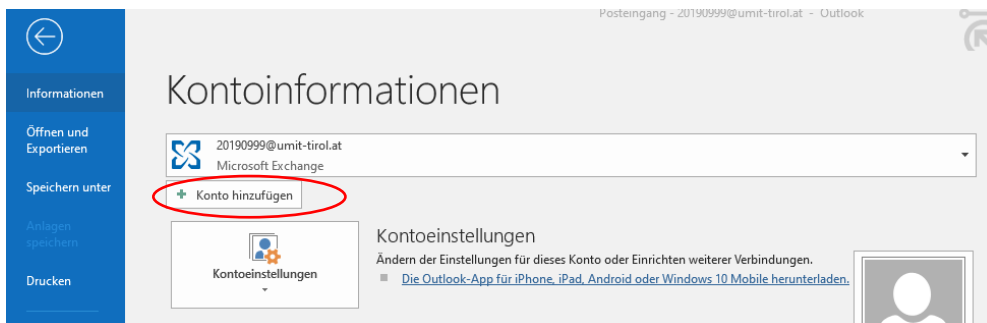 Posteingang - 20190999@umit-tirol.at - Outlook
Informationen
Öffnen und
Exportieren
Speichern unter
Anlagen
speichern
Drucken
Kontoinformationen
20190999@umit-tirol.at
Microsoft Exchange
Konto hinzufügen
Kontoeinstellungen
Kontoeinstellungen
Ändern der Einstellungen für dieses Konto oder Einrichten weiterer Verbindungen.
Die Outlook-App für iPhone, iPad, Android oder Windows 10 Mobile herunterladen.